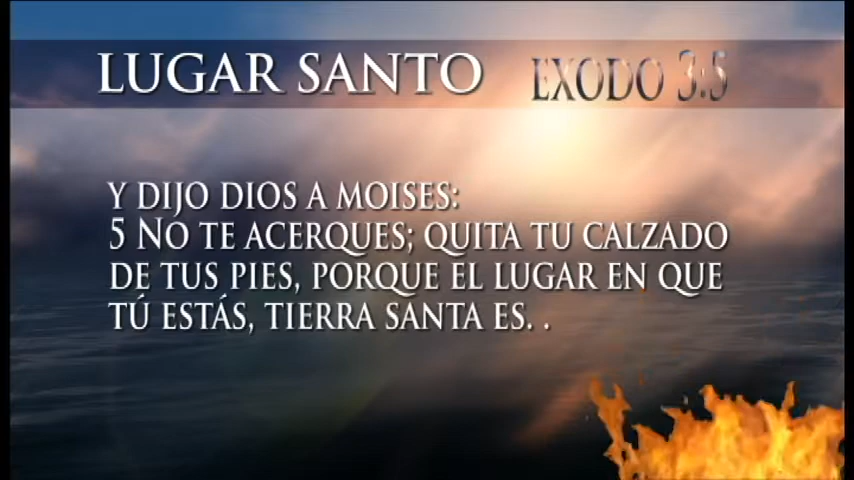 LUGAR SANTO EXODO 3:5
Y DIJO DIOS A MOISES:
5 NO TE ACERQUES; QUITA TU CALZADO
DE TUS PIES, PORQUE EL LUGAR EN QUE
TÚ ESTÁS, TIERRA SANTA ES. .